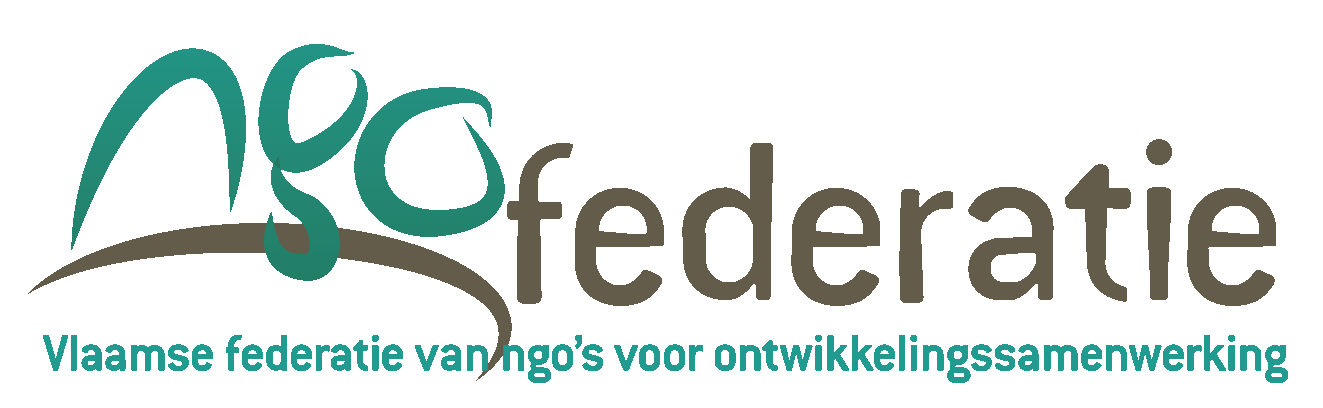 ngo federatie
Vlaamse federatie van ngo's voor ontwikkelingssamenwerking